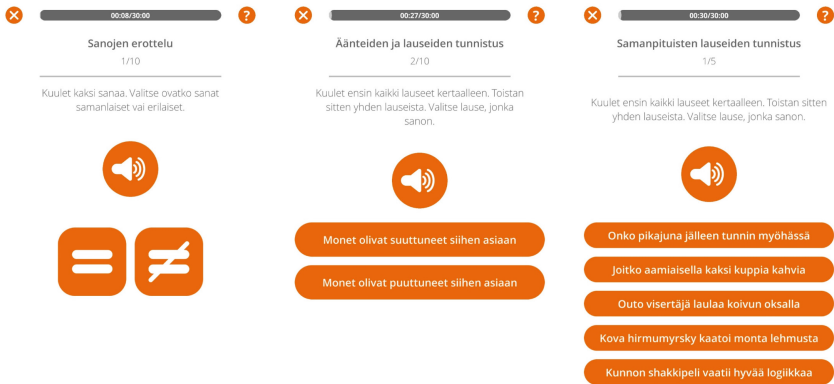 00:08/30:00
Sanojen erottelu
1/10
Kuulet kaksi sanaa. Valitse ovatko sanat
samanlaiset vai erilaiset.
00:27/30:00
Äänteiden ja lauseiden tunnistus
2/10
Kuulet ensin kaikki lauseet kertaalleen. Toistan
sitten yhden lauseista. Valitse lause, jonka
sanon.
Monet olivat suuttuneet siihen asiaan
Monet olivat puuttuneet siihen asiaan
00:30/30:00
Samanpituisten lauseiden tunnistus
1/5
Kuulet ensin kaikki lauseet kertaalleen. Toistan sitten
yhden lauseista. Valitse lause, jonka sanon.
Onko pikajuna jälleen tunnin myöhässä
Joitko aamiaisella kaksi kuppia kahvia
Outo visertäjä laulaa koivun oksalla
Kova hirmumyrsky kaatoi monta lehmusta
Kunnon shakkipeli vaatii hyvää logiikkaa